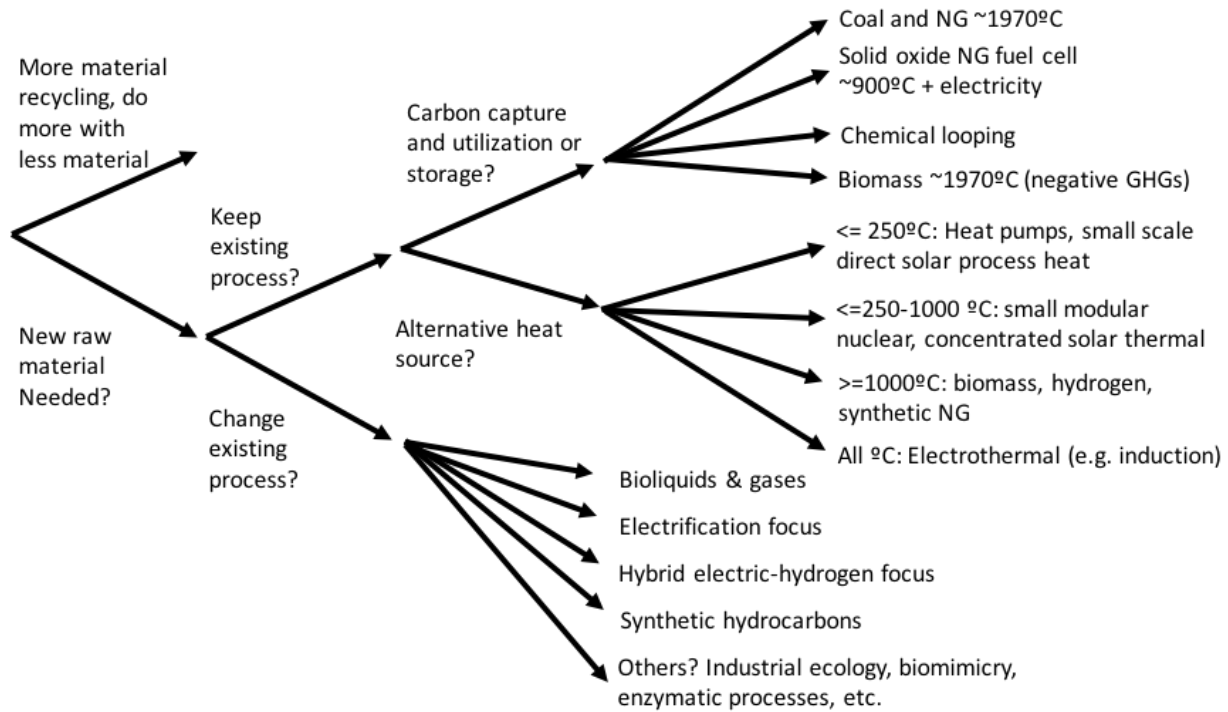 More material
recycling, do
more with
less material
New raw
material
Needed?
Keep
existing
process?
Change
existing
process?
Carbon capture
and utilization or
storage?
Alternative heat
source?
Coal and NG ~1970ºC
Solid oxide NG fuel cell
~900ºC + electricity
Chemical looping
Biomass ~1970ºC (negative GHGs)
<= 250ºC: Heat pumps, small scale
direct solar process heat
<=250-1000 ºC: small modular
nuclear, concentrated solar thermal
>=1000ºC: biomass, hydrogen,
synthetic NG
All ºC: Electrothermal (e.g. induction)
Bioliquids & gases
Electrification focus
Hybrid electric-hydrogen focus
Synthetic hydrocarbons
Others? Industrial ecology, biomimicry,
enzymatic processes, etc.